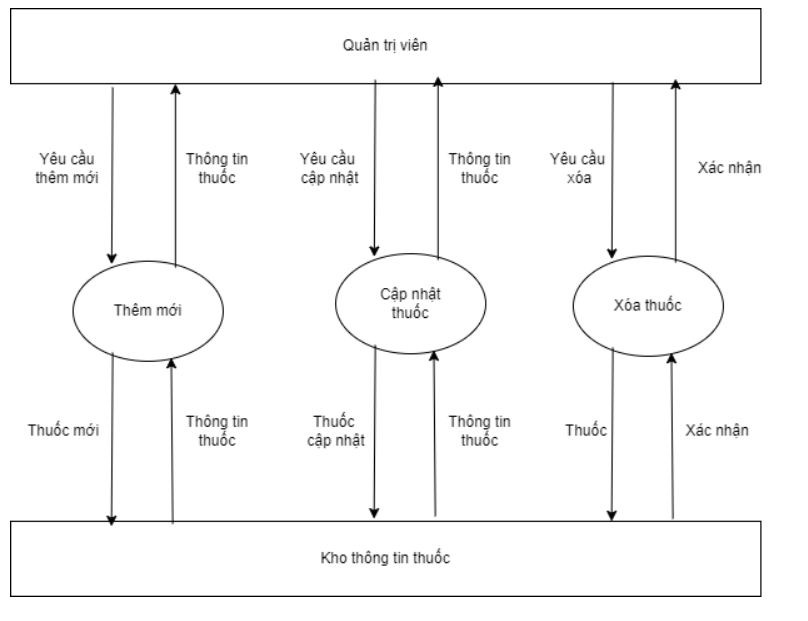 Quản trị viên
Yêu cầu
thêm mới
Thông tin
thuốc
Yêu cầu
cập nhật
Thông tin
thuốc
Yêu cầu
xóa
Xác nhận
Thêm mới
Cập nhật
thuốc
Xóa thuốc
Thuốc mới
Thông tin
thuốc
Thuốc
cập nhật
Thông tin
thuốc
Thuốc
Xác nhận
Kho thông tin thuốc